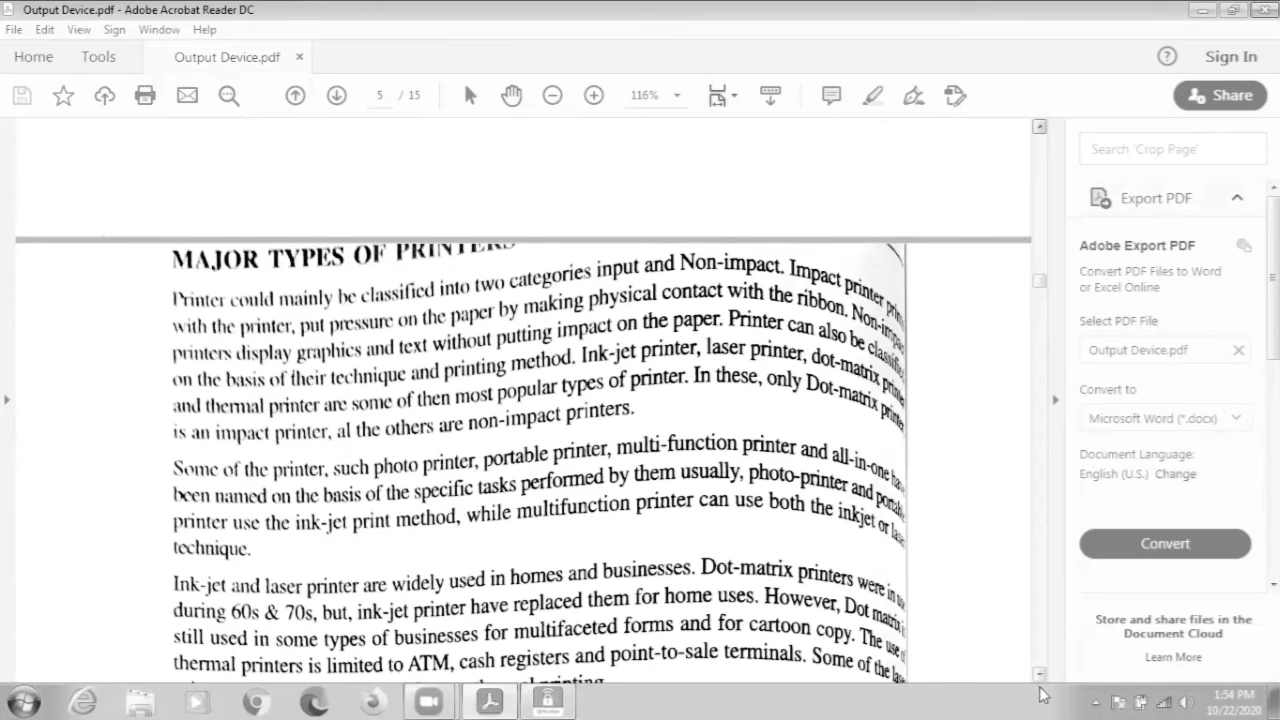 Output Device.pdf - Adobe Acrobat Reader DC
File Edit View Sign Window Help
Home Tools Output Device.pdf × ? Sign In
5 / 15 116% Share
Search 'Crop Page'
Export PDF
Adobe Export PDF
Convert PDF Files to Word
or Excel Online
Select PDF File
Output Device.pdf
Convert to
Microsoft Word (*.docx)
Document Language:
English (U.S.) Change
Convert
Store and share files in the
Document Cloud
Learn More
MAJOR TYPES OF PRINTERS
Printer could mainly be classified into two categories input and Non-impact. Impact printer
with the printer, put pressure on the paper by making physical contact with the ribbon.
printers display graphics and text without putting impact on the paper. Printer can also be
on the basis of their technique and printing method. Ink-jet printer, laser printer, dot-matrix
and thermal printer are some of then most popular types of printer. In these, only Dot-matrix
is an impact printer, al the others are non-impact printers.
Some of the printer, such photo printer, portable printer, multi-function printer and all-in-one
been named on the basis of the specific tasks performed by them usually, photo-printer and
printer use the ink-jet print method, while multifunction printer can use both the inkjet or
technique.
Ink-jet and laser printer are widely used in homes and businesses. Dot-matrix printers were in
during 60s & 70s, but, ink-jet printer have replaced them for home uses. However, Dot matrix
still used in some types of businesses for multifaceted forms and for cartoon copy. The use
thermal printers is limited to ATM, cash registers and point-to-sale terminals. Some of the
1:54 PM
10/22/2020